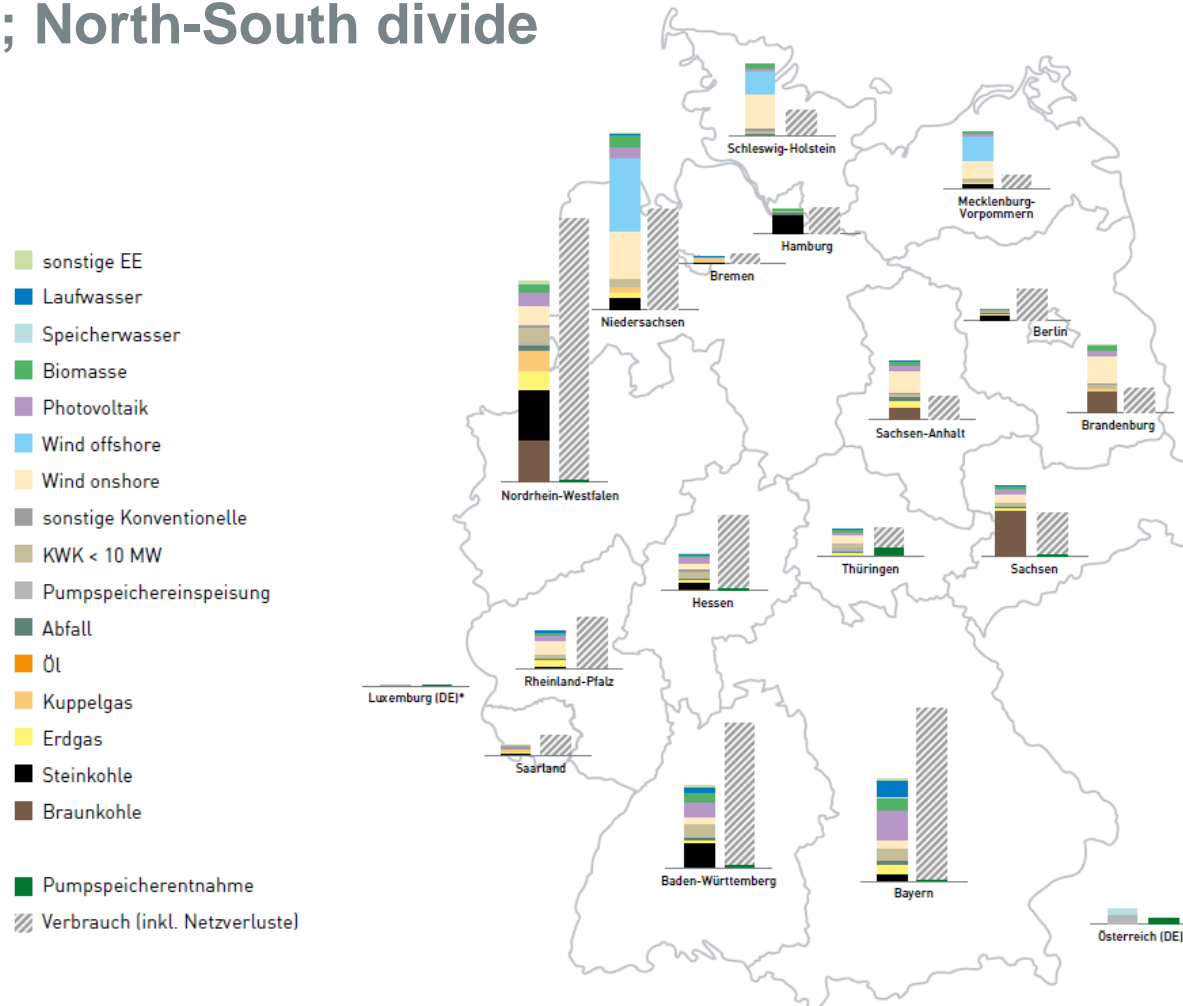 ; North-South divide
sonstige EE
Laufwasser
Speicherwasser
Biomasse
Photovoltaik
Wind offshore
Wind onshore
sonstige Konventionelle
KWK < 10 MW
Pumpspeichereinspeisung
Abfall
Öl
Kuppelgas
Erdgas
Steinkohle
Braunkohle
Pumpspeicherentnahme
Verbrauch (inkl. Netzverluste)
Schleswig-Holstein
Mecklenburg-
Vorpommern
Hamburg
Bremen
Niedersachsen
Berlin
Brandenburg
Sachsen-Anhalt
Nordrhein-Westfalen
Thüringen
Sachsen
Hessen
Rheinland-Pfalz
Luxemburg (DE)*
Saarland
Baden-Württemberg
Bayern
Österreich (DE)